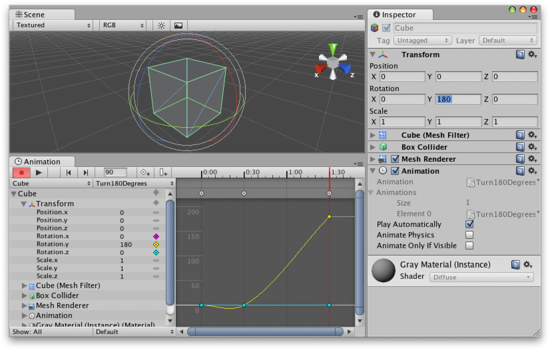 Scene
Textured
RGB
x
z
Animation
90
0:00 0:30 1:00 1:30
Cube Turn180Degrees
Cube
Transform
Position.x 0
Position.y 0
Position.z 0
Rotation.x 0
Rotation.y 180
Rotation.z 0
Scale.x 1
Scale.y 1
Scale.z 1
Cube (Mesh Filter)
Box Collider
Mesh Renderer
Animation
Gray Material (Instance) (Material)
Show: All Default
200
150
100
50
0
Inspector
Cube
Tag Untagged Layer Default
Transform
Position
X 0 Y 0 Z 0
Rotation
X 0 Y 180 Z 0
Scale
X 1 Y 1 Z 1
Cube (Mesh Filter)
Box Collider
Mesh Renderer
Animation
Animation Turn180Degrees
Animations
Size 1
Element 0 Turn180Degrees
Play Automatically
Animate Physics
Animate Only If Visible
Gray Material (Instance)
Shader Diffuse